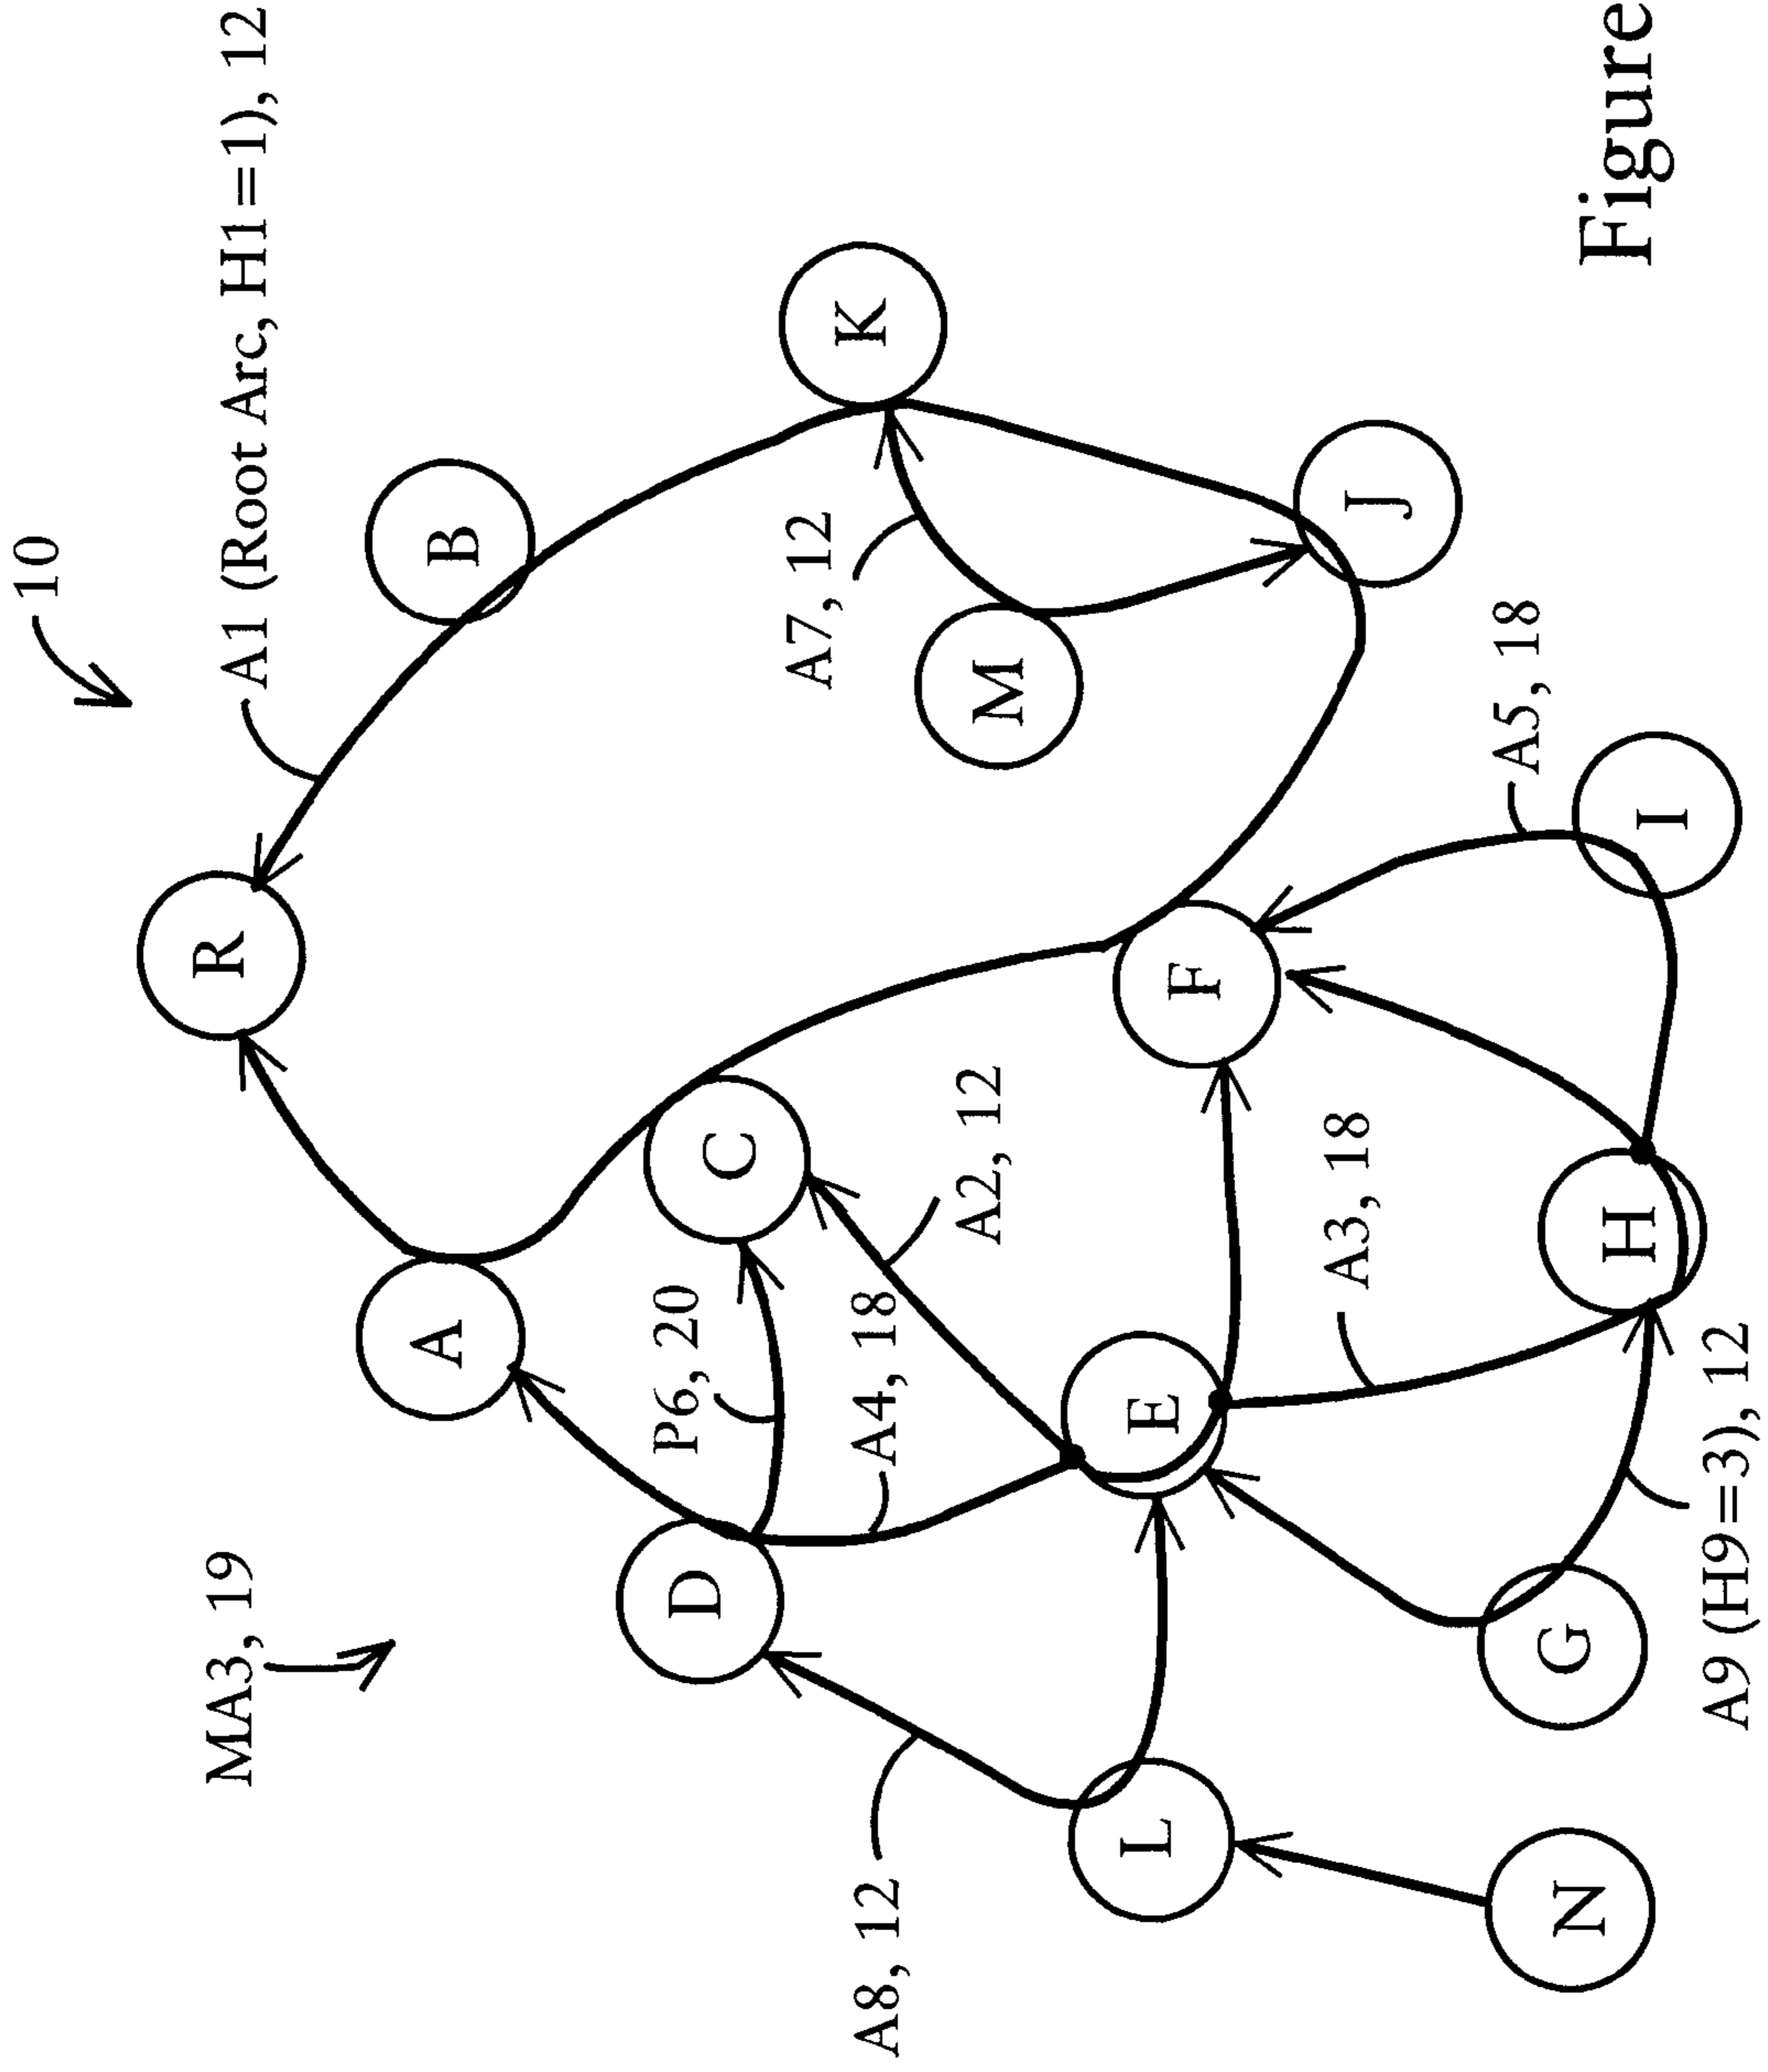 10
A1 (Root Arc, H1=1), 12
MA3, 19
R
A
B
P6, 20
D
C
K
A4, 18
A7, 12
A8, 12
A2, 12
M
E
L
F
A3, 18
J
A5, 18
G
N
H
I
A9 (H9=3), 12
Figure